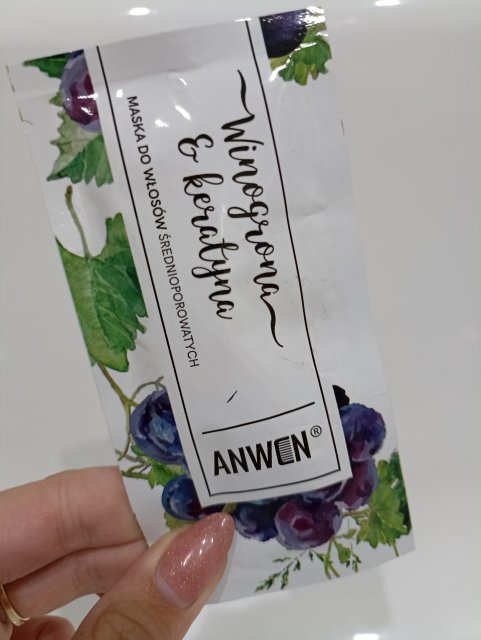 Winogrona
& keratyna
MASKA DO WŁOSÓW ŚREDNIOPOROWATYCH
ANWEN®